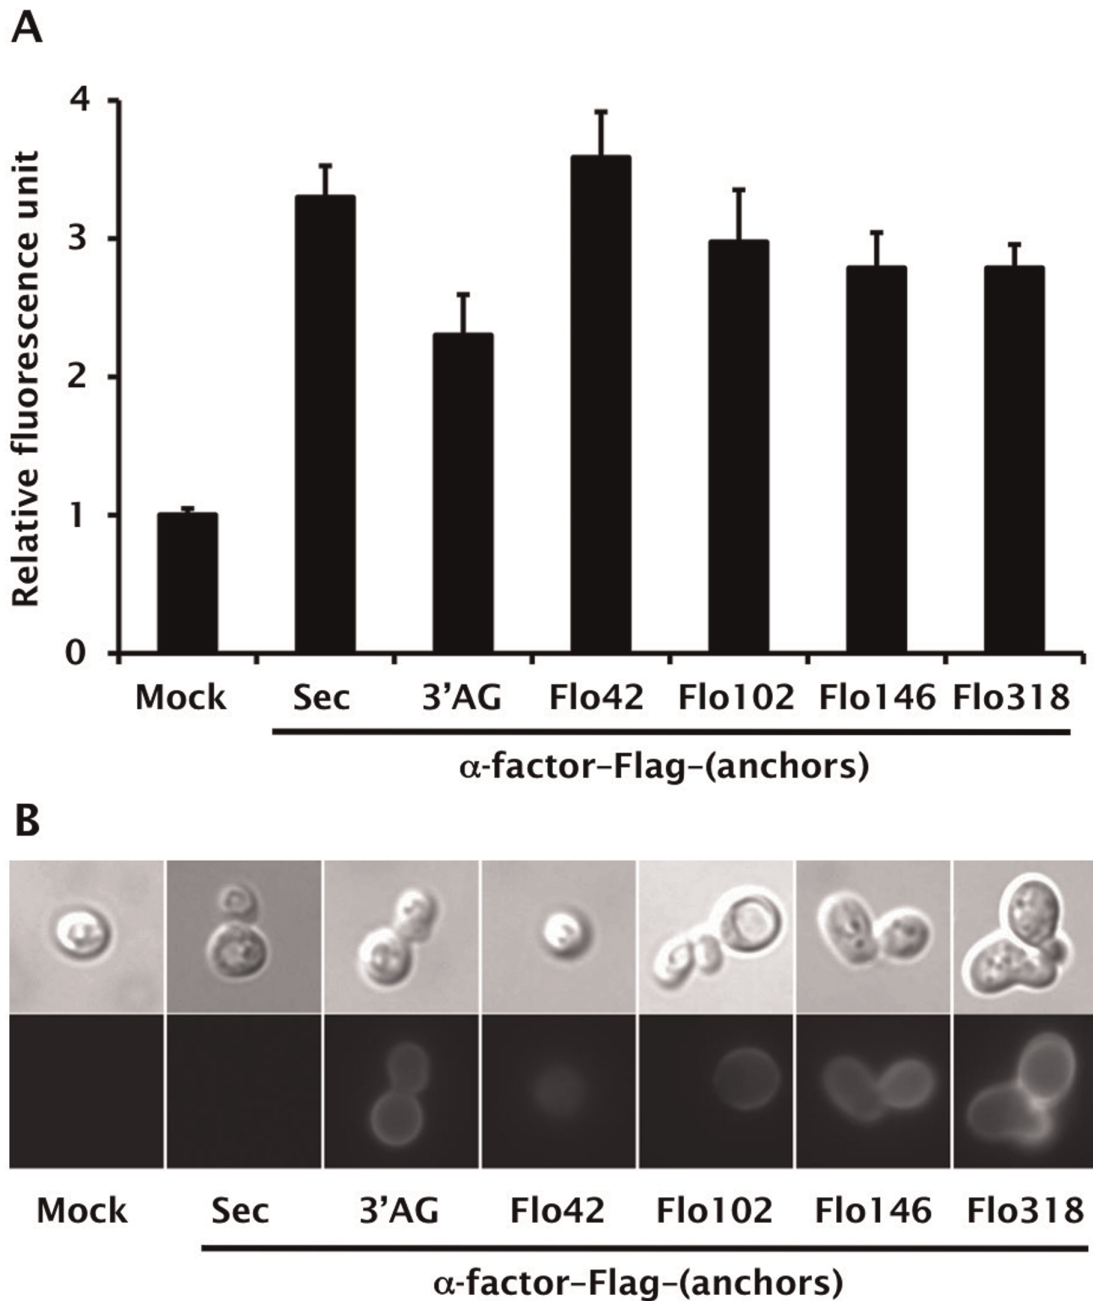 A
Relative fluorescence unit
4
3
2
1
0
Mock Sec 3’AG Flo42 Flo102 Flo146 Flo318
α-factor–Flag–(anchors)
B
Mock Sec 3’AG Flo42 Flo102 Flo146 Flo318
α-factor–Flag–(anchors)